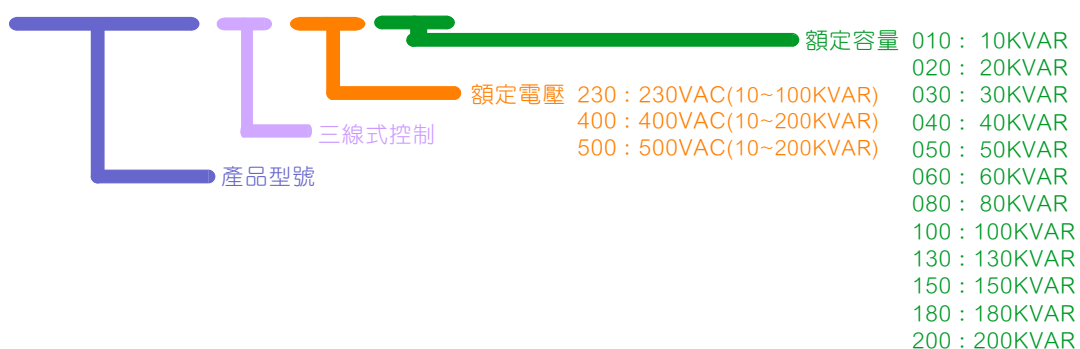 額定容量 010： 10KVAR
020： 20KVAR
030： 30KVAR
040： 40KVAR
050： 50KVAR
060： 60KVAR
080： 80KVAR
100：100KVAR
130：130KVAR
150：150KVAR
180：180KVAR
200：200KVAR
額定電壓 230：230VAC(10~100KVAR)
400：400VAC(10~200KVAR)
500：500VAC(10~200KVAR)
三線式控制
產品型號